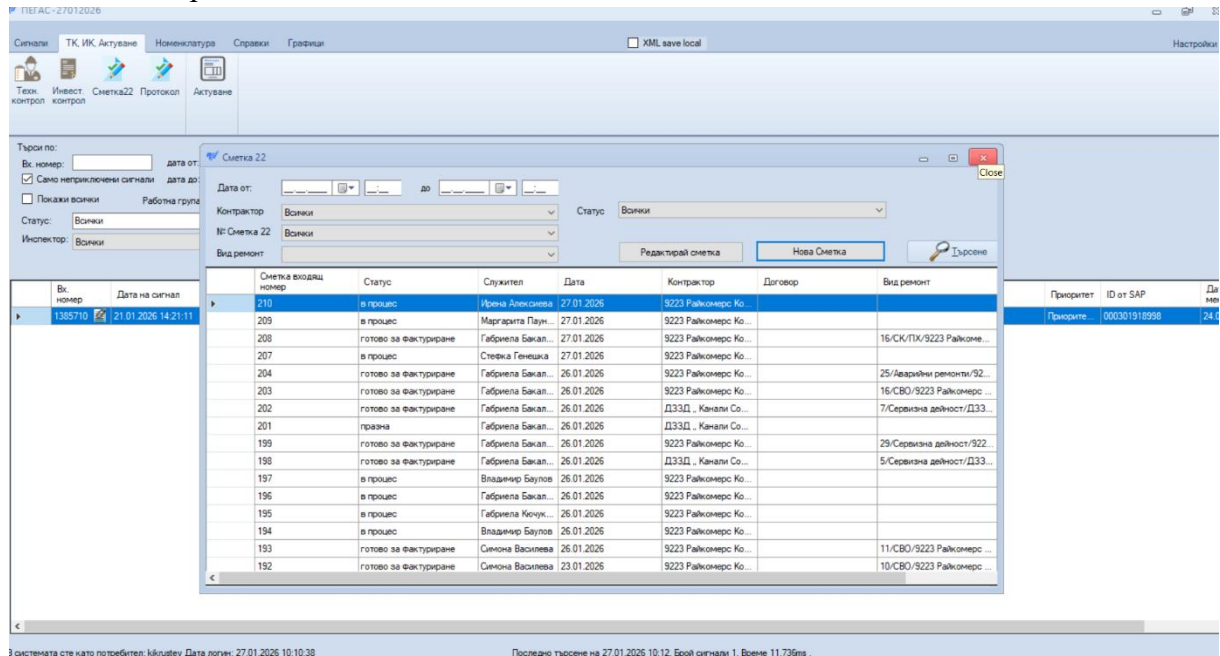 ПЕГАС-27012026
Сигнали ТК, ИК, Актуване Номенклатура Справки Графици XML save local Настройки
Техн. контрол Инвест. контрол Сметка22 Протокол Актуване
Търси по:
Вх. номер: дата от:
Само неприключени сигнали дата до:
Покажи всички Работна група
Статус: Всички
Инспектор: Всички
Вх. номер Дата на сигнал Приоритет ID от SAP
1385710 21.01.2026 14:21:11 Приорите... 000301918998 24.0
Сметка 22
Close
Дата от: до
Контрактор Всички Статус Всички
№ Сметка 22 Всички
Вид ремонт Редактирай сметка Нова Сметка Търсене
Сметка входящ номер Статус Служител Дата Контрактор Договор Вид ремонт
210 в процес Ирена Алексиева 27.01.2026 9223 Райкомерс Ко...
209 в процес Маргарита Паун... 27.01.2026 9223 Райкомерс Ко...
208 готово за фактуриране Габриела Бакал... 27.01.2026 9223 Райкомерс Ко... 16/СК/ПХ/9223 Райкоме...
207 в процес Стефка Генешка 27.01.2026 9223 Райкомерс Ко...
204 готово за фактуриране Габриела Бакал... 26.01.2026 9223 Райкомерс Ко... 25/Аварийни ремонти/92...
203 готово за фактуриране Габриела Бакал... 26.01.2026 9223 Райкомерс Ко... 16/СВО/9223 Райкомерс ...
202 готово за фактуриране Габриела Бакал... 26.01.2026 ДЗЗД „ Канали Со... 7/Сервизна дейност/ДЗЗ...
201 празна Габриела Бакал... 26.01.2026 ДЗЗД „ Канали Со...
199 готово за фактуриране Габриела Бакал... 26.01.2026 9223 Райкомерс Ко... 29/Сервизна дейност/922...
198 готово за фактуриране Габриела Бакал... 26.01.2026 ДЗЗД „ Канали Со... 5/Сервизна дейност/ДЗЗ...
197 в процес Владимир Баулов 26.01.2026 9223 Райкомерс Ко...
196 в процес Габриела Бакал... 26.01.2026 9223 Райкомерс Ко...
195 в процес Габриела Кючук... 26.01.2026 9223 Райкомерс Ко...
194 в процес Владимир Баулов 26.01.2026 9223 Райкомерс Ко...
193 готово за фактуриране Симона Василева 26.01.2026 9223 Райкомерс Ко... 11/СВО/9223 Райкомерс ...
192 готово за фактуриране Симона Василева 23.01.2026 9223 Райкомерс Ко... 10/СВО/9223 Райкомерс ...
В системата сте като потребител: kikrustev Дата логин: 27.01.2026 10:10:38 Последно търсене на 27.01.2026 10:12. Брой сигнали 1. Време 11.736ms .